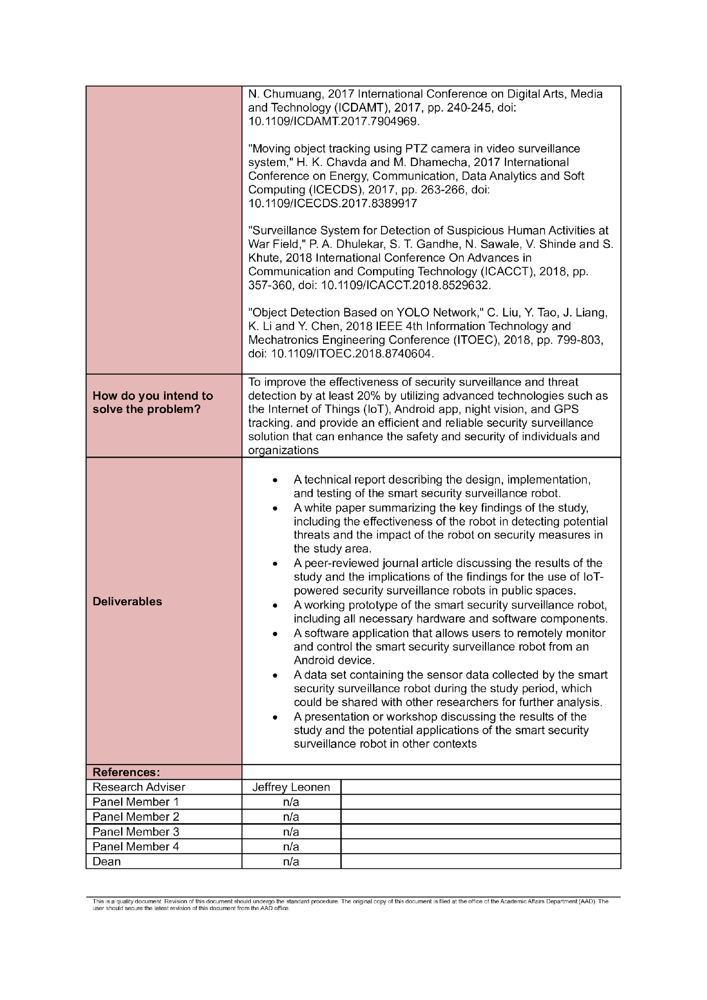 N. Chumuang, 2017 International Conference on Digital Arts, Media
and Technology (ICDAMT), 2017, pp. 240-245, doi:
10.1109/ICDAMT.2017.7904969.
"Moving object tracking using PTZ camera in video surveillance
system," H. K. Chavda and M. Dhamecha, 2017 International
Conference on Energy, Communication, Data Analytics and Soft
Computing (ICECDS), 2017, pp. 263-266, doi:
10.1109/ICECDS.2017.8389917
"Surveillance System for Detection of Suspicious Human Activities at
War Field," P. A. Dhulekar, S. T. Gandhe, N. Sawale, V. Shinde and S.
Khute, 2018 International Conference On Advances in
Communication and Computing Technology (ICACCT), 2018, pp.
357-360, doi: 10.1109/ICACCT.2018.8529632.
"Object Detection Based on YOLO Network," C. Liu, Y. Tao, J. Liang,
K. Li and Y. Chen, 2018 IEEE 4th Information Technology and
Mechatronics Engineering Conference (ITOEC), 2018, pp. 799-803,
doi: 10.1109/ITOEC.2018.8740604.
How do you intend to
solve the problem?
To improve the effectiveness of security surveillance and threat
detection by at least 20% by utilizing advanced technologies such as
the Internet of Things (IoT), Android app, night vision, and GPS
tracking. and provide an efficient and reliable security surveillance
solution that can enhance the safety and security of individuals and
organizations
Deliverables
• A technical report describing the design, implementation,
and testing of the smart security surveillance robot.
• A white paper summarizing the key findings of the study,
including the effectiveness of the robot in detecting potential
threats and the impact of the robot on security measures in
the study area.
• A peer-reviewed journal article discussing the results of the
study and the implications of the findings for the use of IoT-
powered security surveillance robots in public spaces.
• A working prototype of the smart security surveillance robot,
including all necessary hardware and software components.
• A software application that allows users to remotely monitor
and control the smart security surveillance robot from an
Android device.
• A data set containing the sensor data collected by the smart
security surveillance robot during the study period, which
could be shared with other researchers for further analysis.
• A presentation or workshop discussing the results of the
study and the potential applications of the smart security
surveillance robot in other contexts
References:
Research Adviser Jeffrey Leonen
Panel Member 1 n/a
Panel Member 2 n/a
Panel Member 3 n/a
Panel Member 4 n/a
Dean n/a
This is a quality document. Revision of this document should undergo the standard procedure. The original copy of this document is filed at the office of the Academic Affairs Department (AAD). The
user should secure the latest revision of this document from the AAD office.